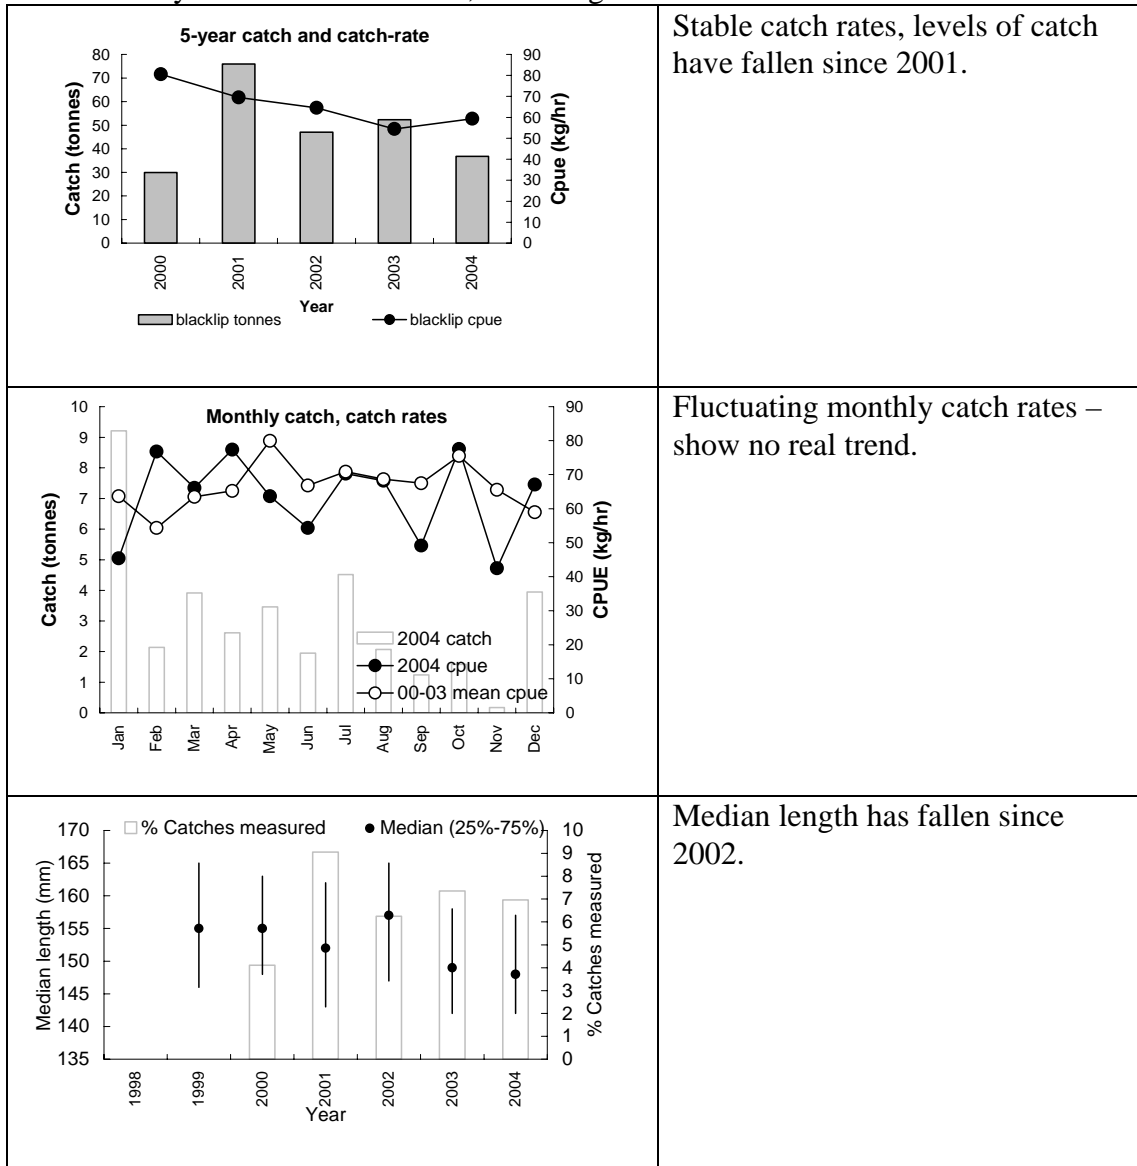 5-year catch and catch-rate
80
70
60
50
40
30
20
10
0
Catch (tonnes)
90
80
70
60
50
40
30
20
10
0
Cpue (kg/hr)
2000
2001
2002
2003
2004
Year
blacklip tonnes
blacklip cpue
Stable catch rates, levels of catch
have fallen since 2001.
Monthly catch, catch rates
10
9
8
7
6
5
4
3
2
1
0
Catch (tonnes)
90
80
70
60
50
40
30
20
10
0
CPUE (kg/hr)
2004 catch
2004 cpue
00-03 mean cpue
Jan
Feb
Mar
Apr
May
Jun
Jul
Aug
Sep
Oct
Nov
Dec
Fluctuating monthly catch rates –
show no real trend.
% Catches measured
Median (25%-75%)
170
165
160
155
150
145
140
135
Median length (mm)
10
9
8
7
6
5
4
3
2
1
0
% Catches measured
1998
1999
2000
2001
2002
2003
2004
Year
Median length has fallen since
2002.